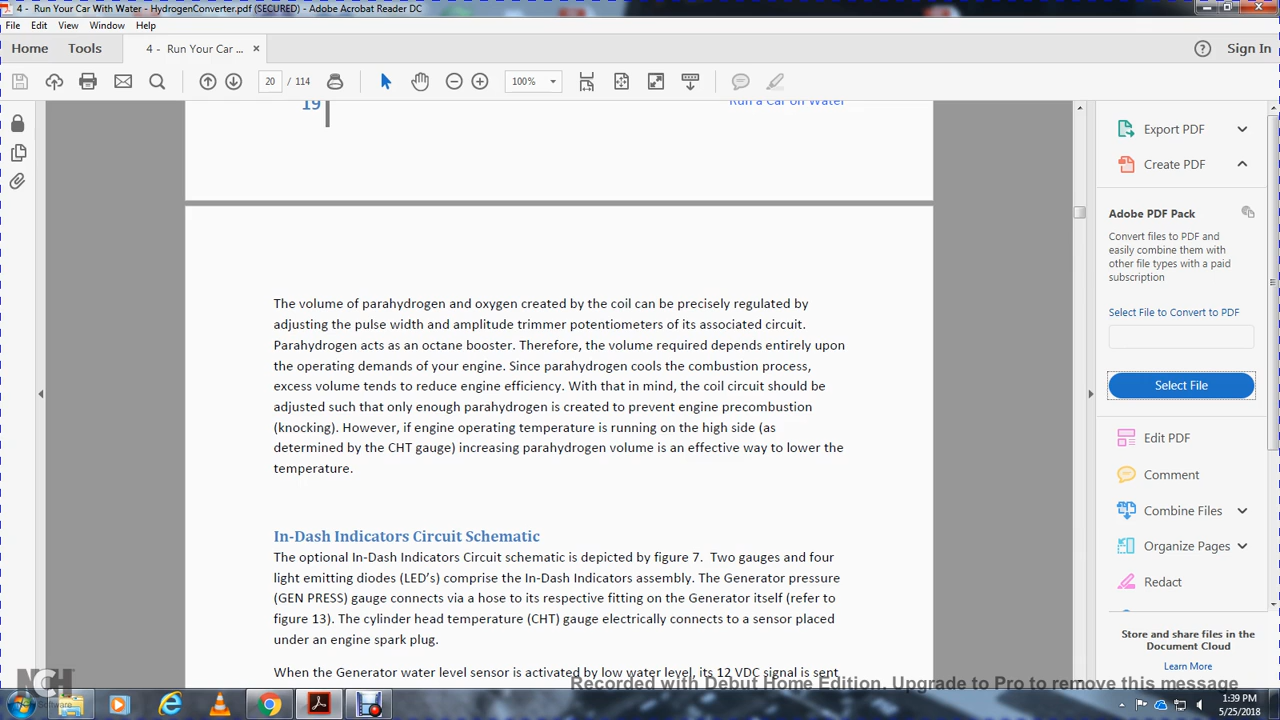 4 - Run Your Car With Water - HydrogenConverter.pdf (SECURED) - Adobe Acrobat Reader DC
File Edit View Window Help
Home Tools 4 - Run Your Car ... × Sign In
20 / 114 100%
19 Run a Car on Water
The volume of parahydrogen and oxygen created by the coil can be precisely regulated by
adjusting the pulse width and amplitude trimmer potentiometers of its associated circuit.
Parahydrogen acts as an octane booster. Therefore, the volume required depends entirely upon
the operating demands of your engine. Since parahydrogen cools the combustion process,
excess volume tends to reduce engine efficiency. With that in mind, the coil circuit should be
adjusted such that only enough parahydrogen is created to prevent engine precombustion
(knocking). However, if engine operating temperature is running on the high side (as
determined by the CHT gauge) increasing parahydrogen volume is an effective way to lower the
temperature.
In-Dash Indicators Circuit Schematic
The optional In-Dash Indicators Circuit schematic is depicted by figure 7. Two gauges and four
light emitting diodes (LED's) comprise the In-Dash Indicators assembly. The Generator pressure
(GEN PRESS) gauge connects via a hose to its respective fitting on the Generator itself (refer to
figure 13). The cylinder head temperature (CHT) gauge electrically connects to a sensor placed
under an engine spark plug.
When the Generator water level sensor is activated by low water level, its 12 VDC signal is sent
Export PDF
Create PDF
Adobe PDF Pack
Convert files to PDF and
easily combine them with
other file types with a paid
subscription
Select File to Convert to PDF
Select File
Edit PDF
Comment
Combine Files
Organize Pages
Redact
Store and share files in the
Document Cloud
Learn More
NCH
Software
Recorded with Debut Home Edition. Upgrade to Pro to remove this message
1:39 PM
5/25/2018